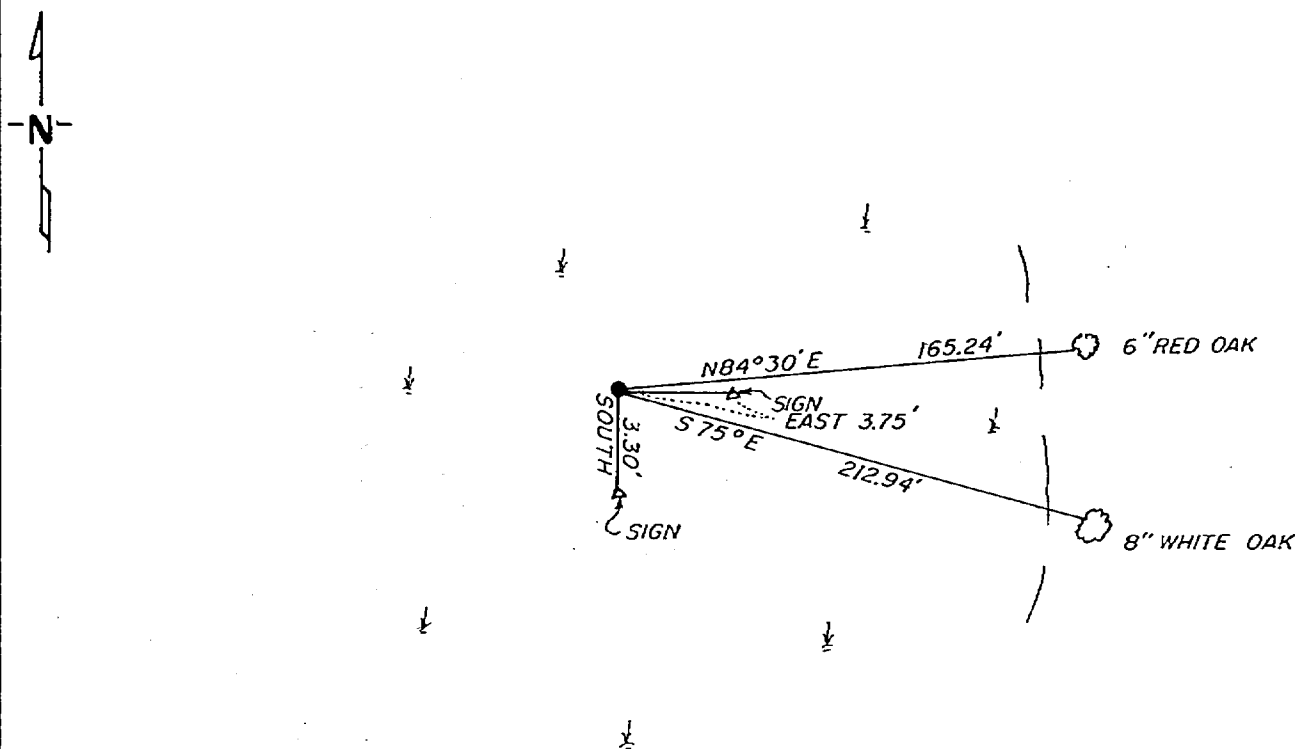 N
N84°30'E 165.24'
6" RED OAK
SIGN
EAST 3.75'
SOUTH
3.30'
S 75° E
212.94'
SIGN
8" WHITE OAK